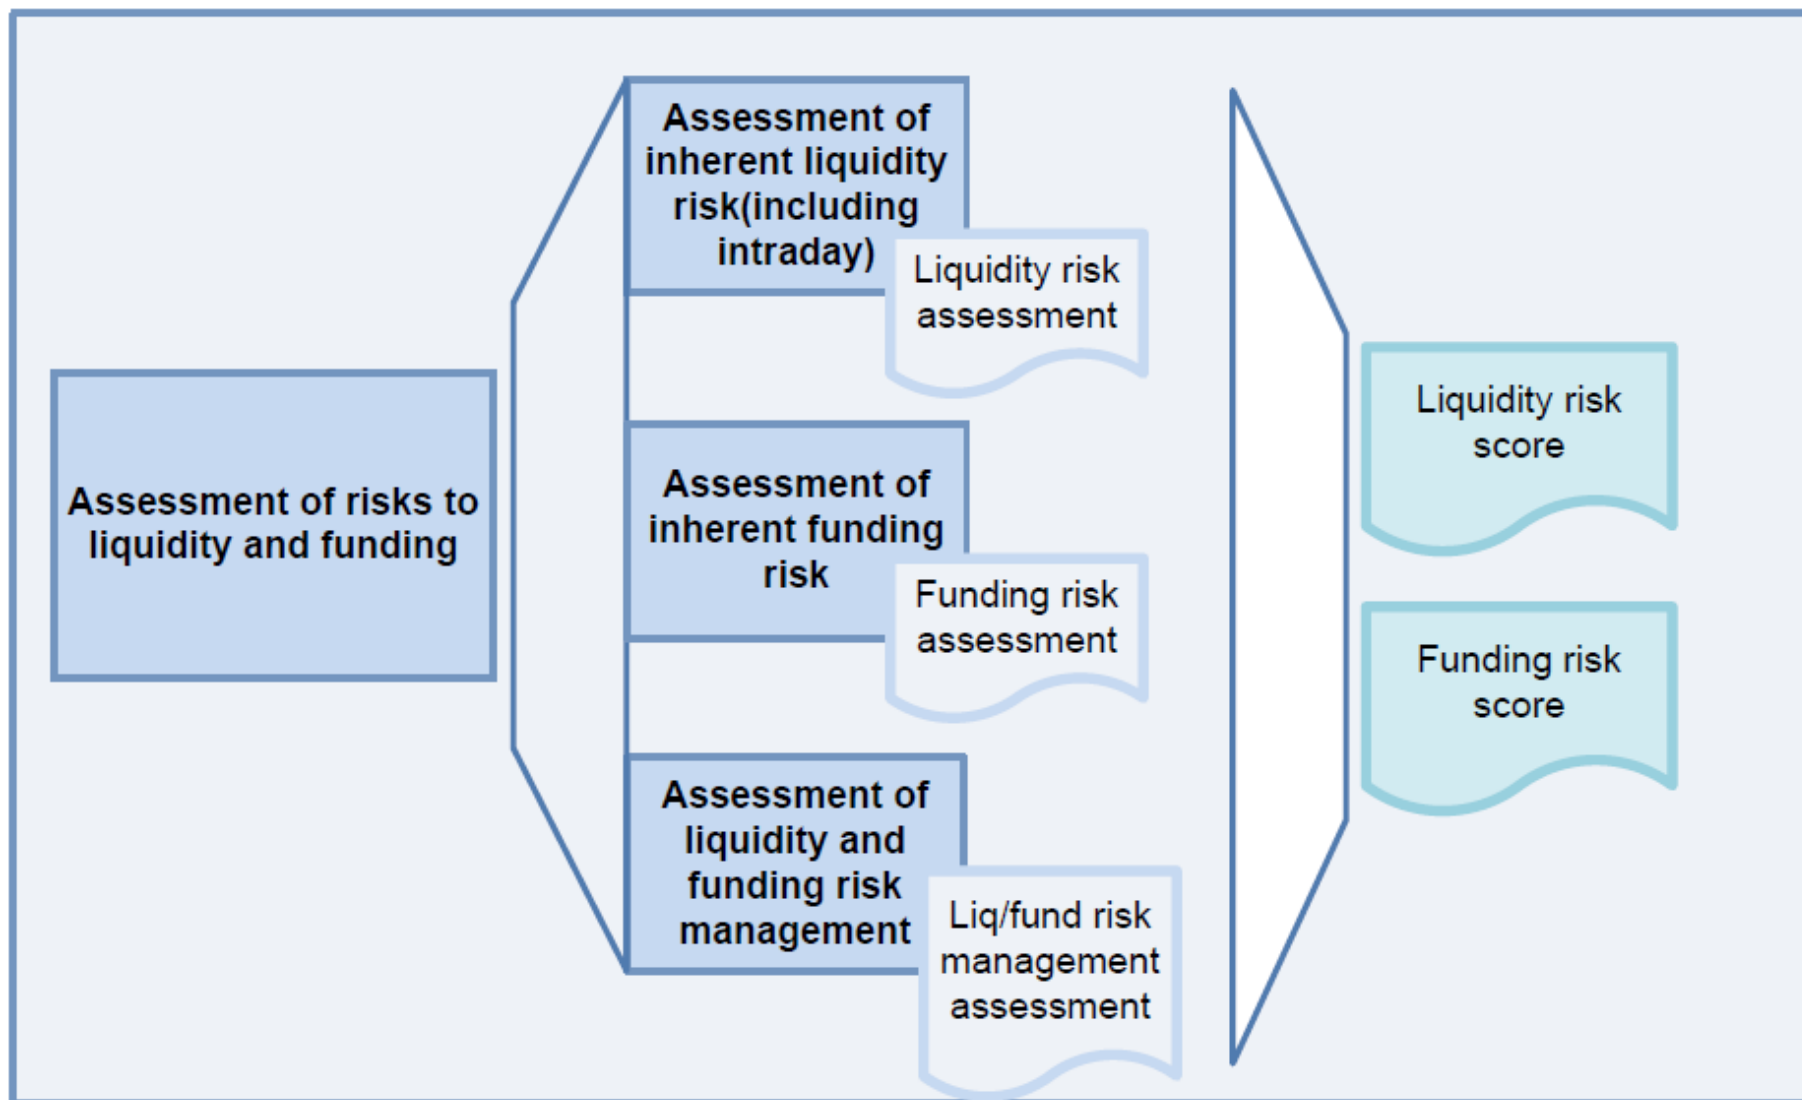 Assessment of risks to
liquidity and funding
Assessment of
inherent liquidity
risk(including
intraday)
Liquidity risk
assessment
Assessment of
inherent funding
risk
Funding risk
assessment
Assessment of
liquidity and
funding risk
management
Liq/fund risk
management
assessment
Liquidity risk
score
Funding risk
score